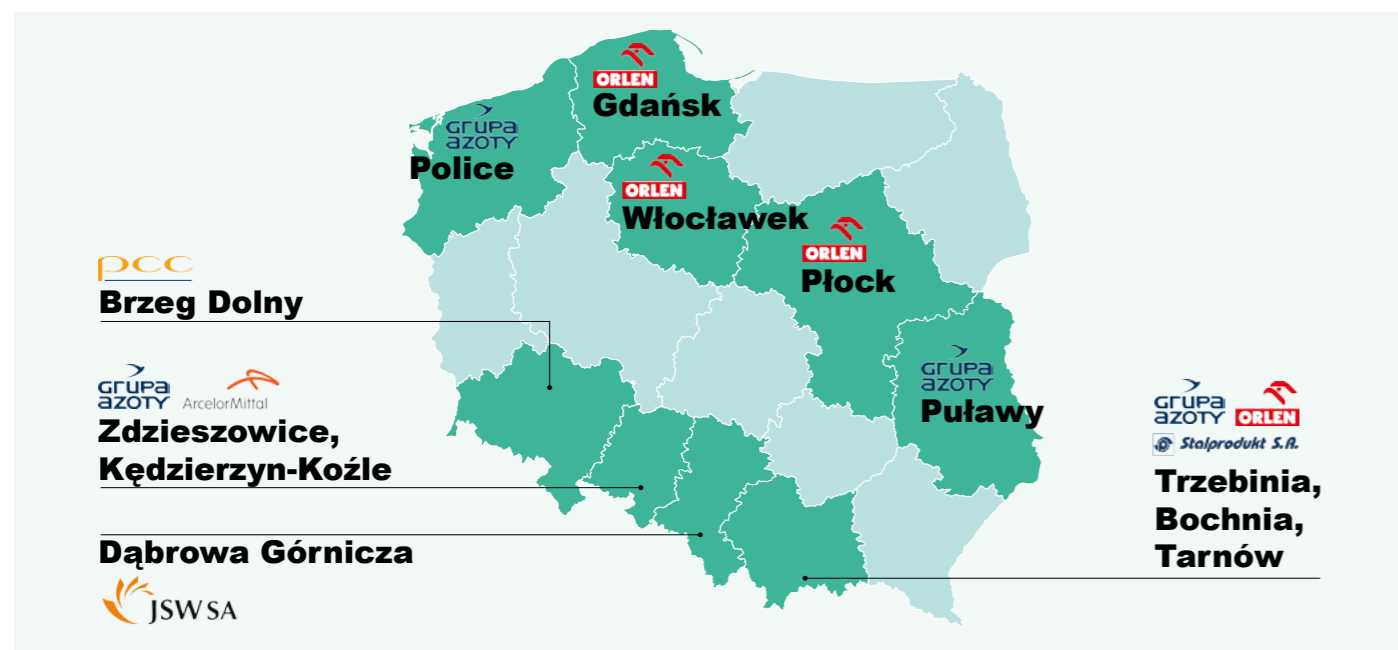 ORLEN
Gdańsk
GRUPA
AZOTY
Police
ORLEN
Włocławek
ORLEN
Płock
pcc
Brzeg Dolny
GRUPA
AZOTY
Puławy
GRUPA
AZOTY
ArcelorMittal
Zdzieszowice,
Kędzierzyn-Koźle
GRUPA
AZOTY
ORLEN
Stalprodukt S.A.
Trzebinia,
Bochnia,
Tarnów
Dąbrowa Górnicza
JSW SA